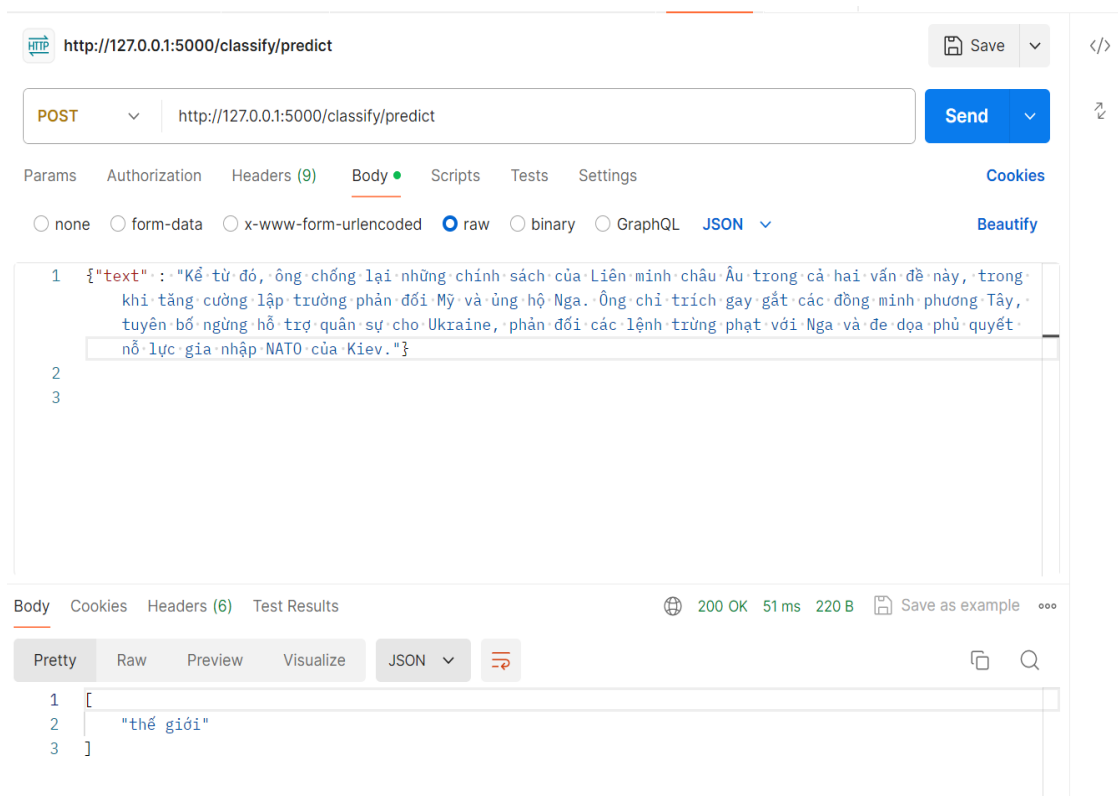 HTTP http://127.0.0.1:5000/classify/predict Save
POST http://127.0.0.1:5000/classify/predict Send
Params Authorization Headers (9) Body Scripts Tests Settings Cookies
none form-data x-www-form-urlencoded raw binary GraphQL JSON Beautify
1 {"text" : "Kể từ đó, ông chống lại những chính sách của Liên minh châu Âu trong cả hai vấn đề này, trong
khi tăng cường lập trường phản đối Mỹ và ủng hộ Nga. Ông chỉ trích gay gắt các đồng minh phương Tây,
tuyên bố ngừng hỗ trợ quân sự cho Ukraine, phản đối các lệnh trừng phạt với Nga và đe dọa phủ quyết
nỗ lực gia nhập NATO của Kiev."}
2
3
Body Cookies Headers (6) Test Results 200 OK 51 ms 220 B Save as example
Pretty Raw Preview Visualize JSON
1 [
2 "thế giới"
3 ]